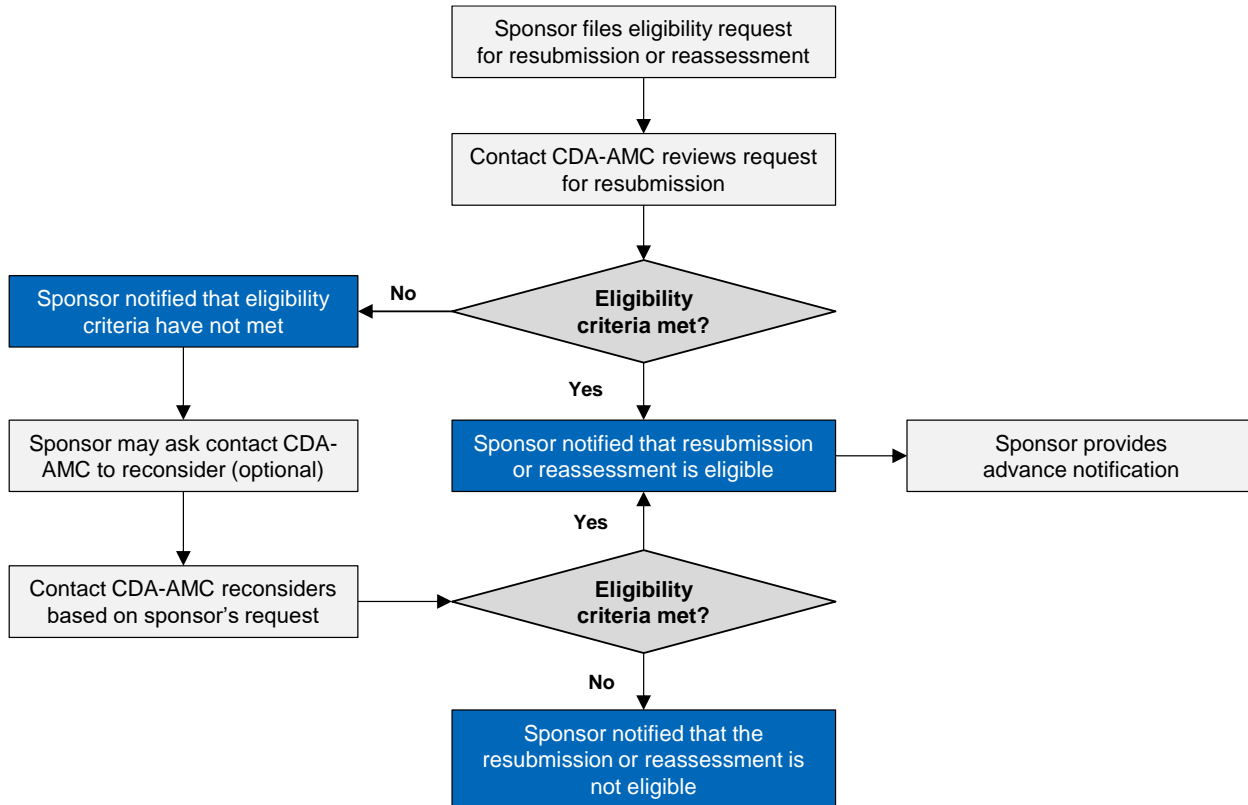 Sponsor files eligibility request
for resubmission or reassessment
Contact CDA-AMC reviews request
for resubmission
Eligibility
criteria met?
No
Sponsor notified that eligibility
criteria have not met
Yes
Sponsor may ask contact CDA-
AMC to reconsider (optional)
Sponsor notified that resubmission
or reassessment is eligible
Sponsor provides
advance notification
Yes
Contact CDA-AMC reconsiders
based on sponsor’s request
Eligibility
criteria met?
No
Sponsor notified that the
resubmission or reassessment is
not eligible